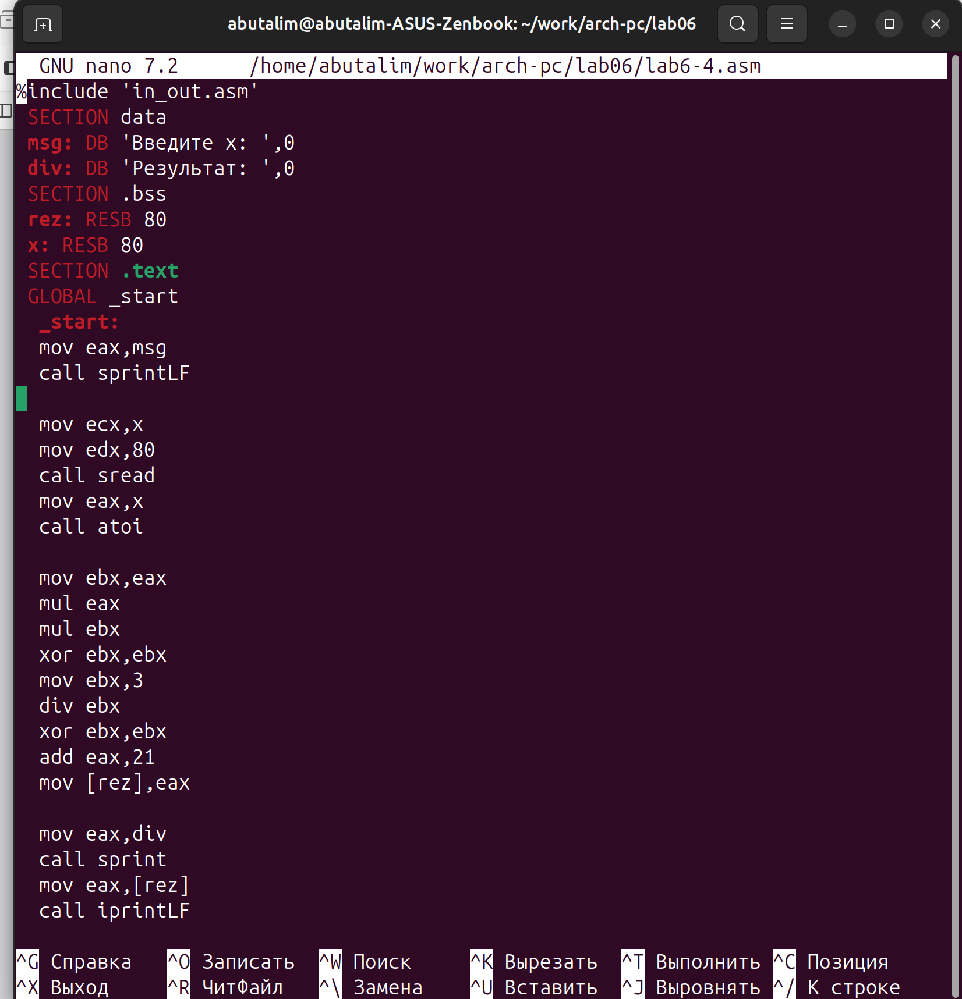 abutalim@abutalim-ASUS-Zenbook: ~/work/arch-pc/lab06
GNU nano 7.2 /home/abutalim/work/arch-pc/lab06/lab6-4.asm
%include 'in_out.asm'
SECTION data
msg: DB 'Введите x: ',0
div: DB 'Результат: ',0
SECTION .bss
rez: RESB 80
x: RESB 80
SECTION .text
GLOBAL _start
_start:
mov eax,msg
call sprintLF
mov ecx,x
mov edx,80
call sread
mov eax,x
call atoi
mov ebx,eax
mul eax
mul ebx
xor ebx,ebx
mov ebx,3
div ebx
xor ebx,ebx
add eax,21
mov [rez],eax
mov eax,div
call sprint
mov eax,[rez]
call iprintLF
^G Справка ^O Записать ^W Поиск ^K Вырезать ^T Выполнить ^C Позиция
^X Выход ^R ЧитФайл ^\ Замена ^U Вставить ^J Выровнять ^/ К строке